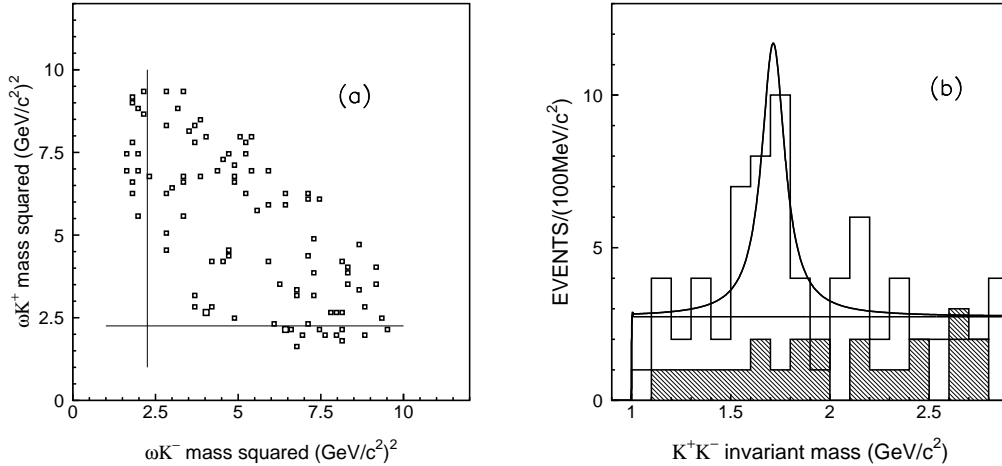 (a)
ωK⁺ mass squared (GeV/c²)²
10
7.5
5
2.5
0
0 2.5 5 7.5 10
ωK⁻ mass squared (GeV/c²)²
(b)
EVENTS/(100MeV/c²)
10
5
0
1 1.5 2 2.5
K⁺K⁻ invariant mass (GeV/c²)